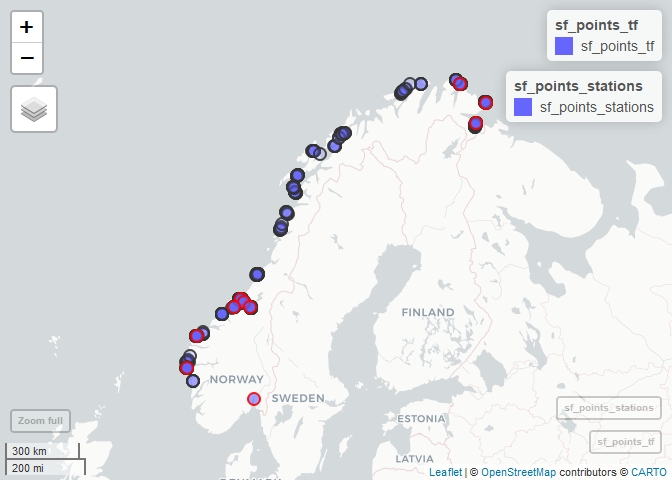 +
−
sf_points_tf
sf_points_tf
sf_points_stations
sf_points_stations
FINLAND
NORWAY
SWEDEN
ESTONIA
LATVIA
Zoom full
sf_points_stations
sf_points_tf
300 km
200 mi
Leaflet | © OpenStreetMap contributors © CARTO